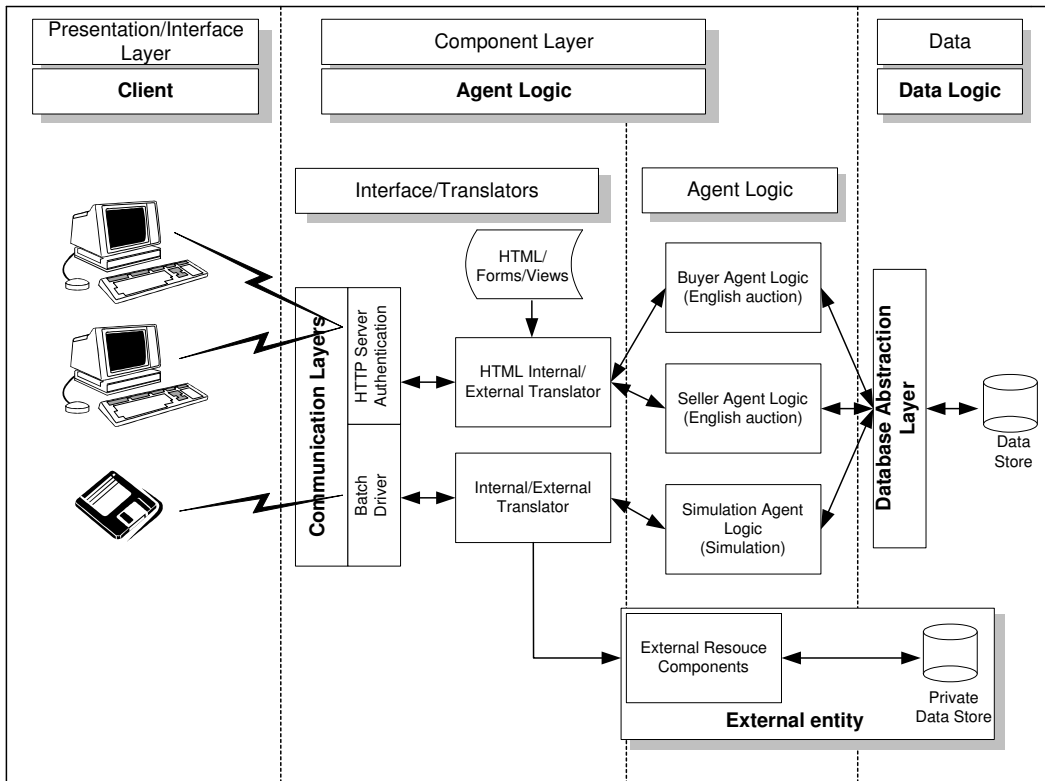 Presentation/Interface
Layer
Client
Component Layer
Agent Logic
Data
Data Logic
Interface/Translators
Agent Logic
HTML/
Forms/Views
Communication Layers
HTTP Server
Authentication
Batch
Driver
HTML Internal/
External Translator
Internal/External
Translator
Buyer Agent Logic
(English auction)
Seller Agent Logic
(English auction)
Simulation Agent
Logic
(Simulation)
Database Abstraction
Layer
Data
Store
External Resouce
Components
Private
Data Store
External entity